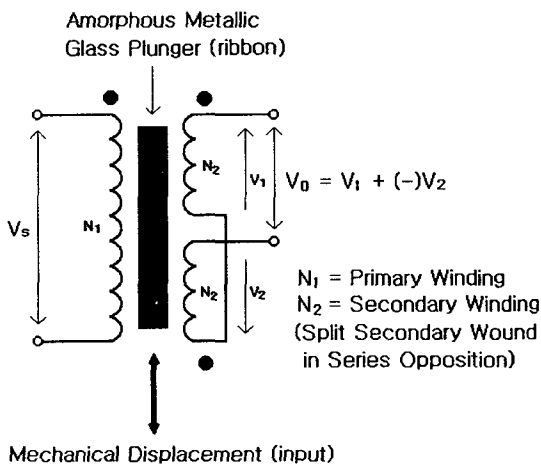 Amorphous Metallic
Glass Plunger (ribbon)
Vs
N1
N2
V1
V0 = V1 + (-)V2
N2
V2
N1 = Primary Winding
N2 = Secondary Winding
(Split Secondary Wound
in Series Opposition)
Mechanical Displacement (input)